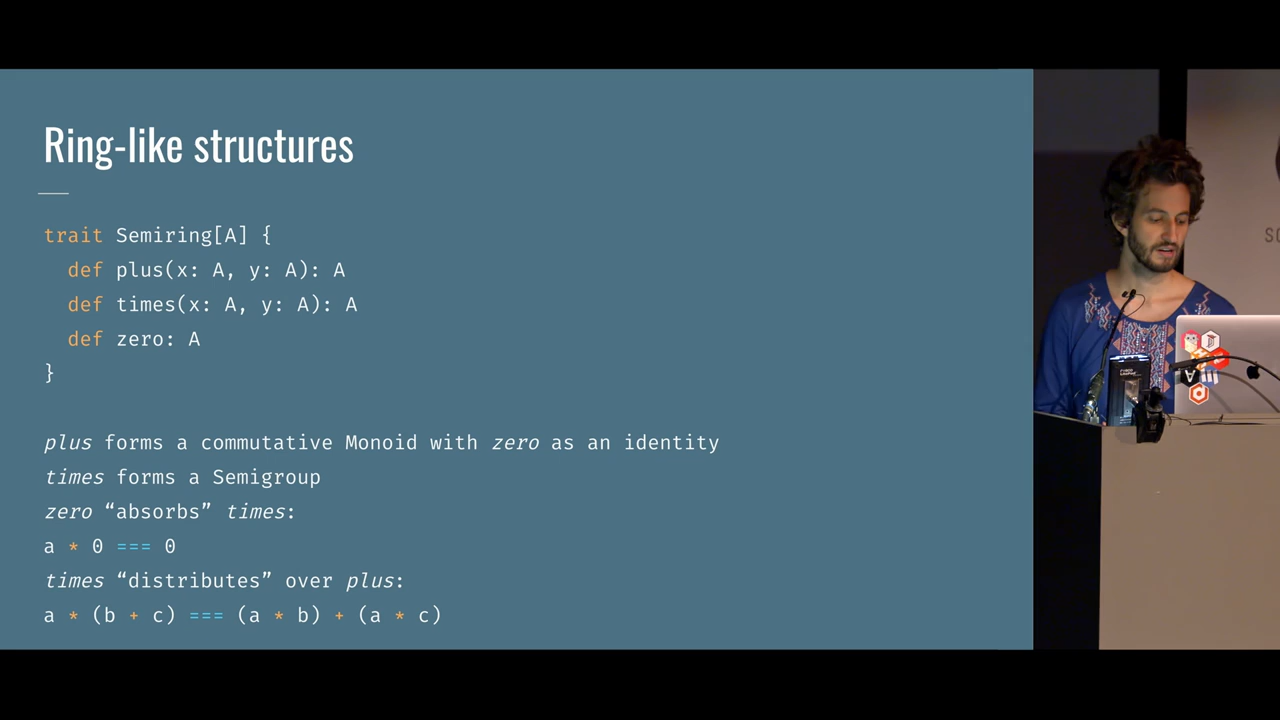 Ring-like structures
trait Semiring[A] {
def plus(x: A, y: A): A
def times(x: A, y: A): A
def zero: A
}
plus forms a commutative Monoid with zero as an identity
times forms a Semigroup
zero “absorbs” times:
a * 0 === 0
times “distributes” over plus:
a * (b + c) === (a * b) + (a * c)